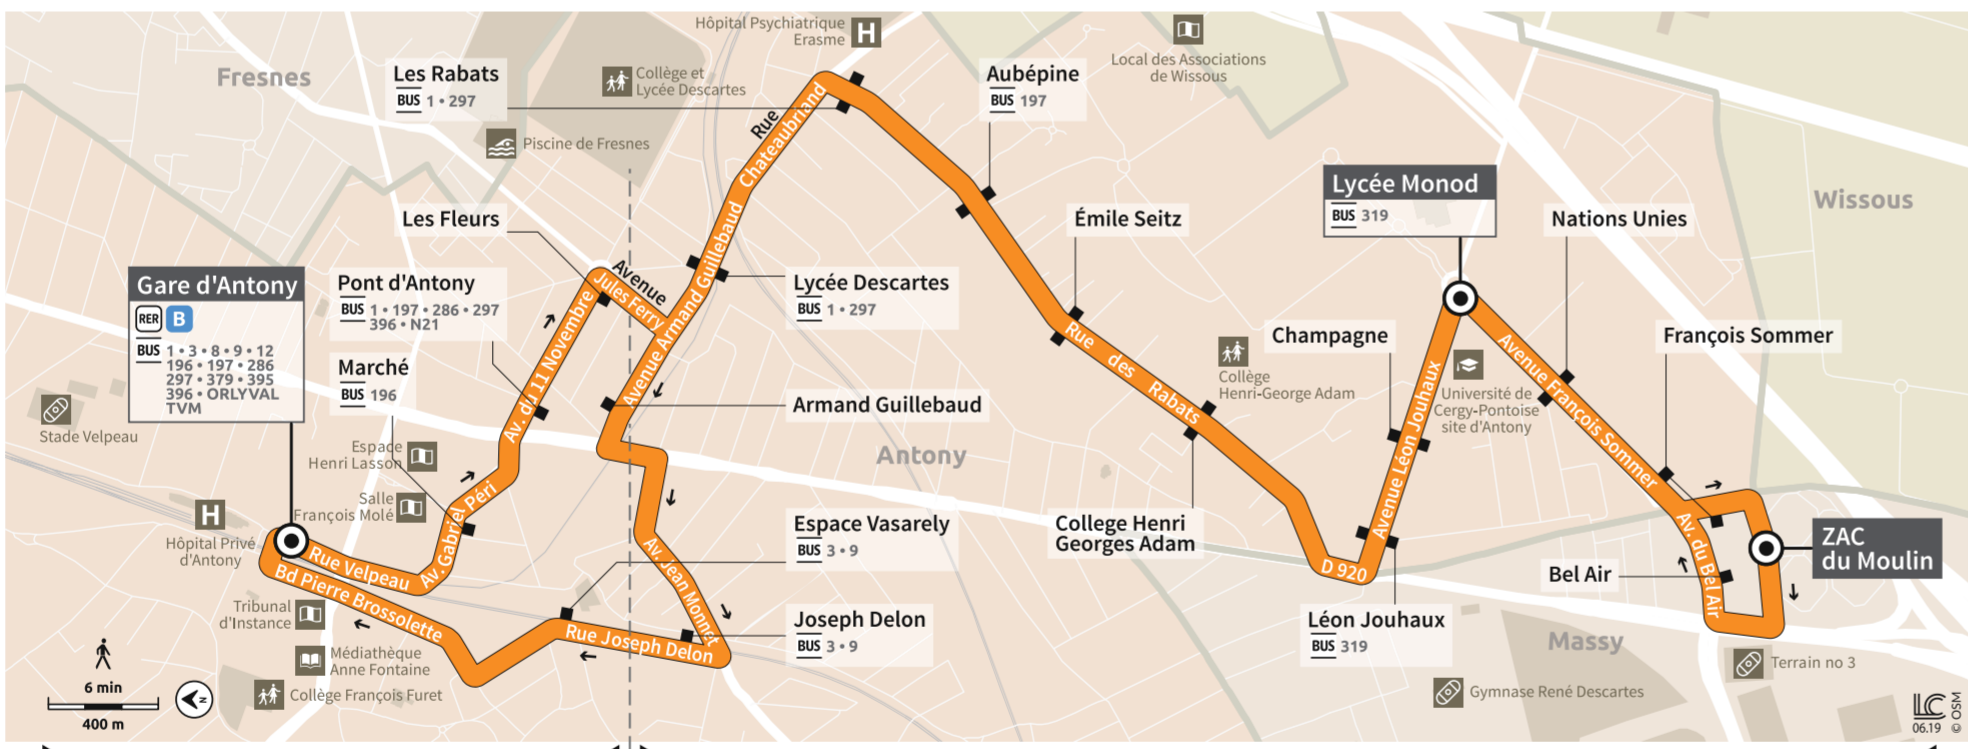 Fresnes
Les Rabats
BUS 1 • 297
Collège et
Lycée Descartes
Hôpital Psychiatrique
Erasme
H
Local des Associations
de Wissous
Aubépine
BUS 197
Piscine de Fresnes
Rue
Chateaubriand
Wissous
Lycée Monod
BUS 319
Les Fleurs
Émile Seitz
Nations Unies
Gare d'Antony
RER B
BUS 1 • 3 • 8 • 9 • 12
196 • 197 • 286
297 • 379 • 395
396 • ORLYVAL
TVM
Pont d'Antony
BUS 1 • 197 • 286 • 297
396 • N21
Avenue
Jules Ferry
Avenue Armand Guillebaud
Lycée Descartes
BUS 1 • 297
Marché
BUS 196
Av. du 11 Novembre
Champagne
François Sommer
Collège
Henri-George Adam
Rue des Rabats
Avenue Léon Jouhaux
Université de
Cergy-Pontoise
site d'Antony
Avenue François Sommer
Stade Velpeau
Armand Guillebaud
Antony
Espace
Henri Lasson
Salle
François Molé
Av. Gabriel Péri
H
Hôpital Privé
d'Antony
Rue Velpeau
Bd Pierre Brossolette
Espace Vasarely
BUS 3 • 9
College Henri
Georges Adam
Av. Jean Monnet
D 920
Av. du Bel Air
Bel Air
ZAC
du Moulin
Tribunal
d'Instance
Médiathèque
Anne Fontaine
Collège François Furet
Rue Joseph Delon
Joseph Delon
BUS 3 • 9
Léon Jouhaux
BUS 319
Massy
Gymnase René Descartes
Terrain no 3
6 min
400 m
N
LC
06.19
© OSM